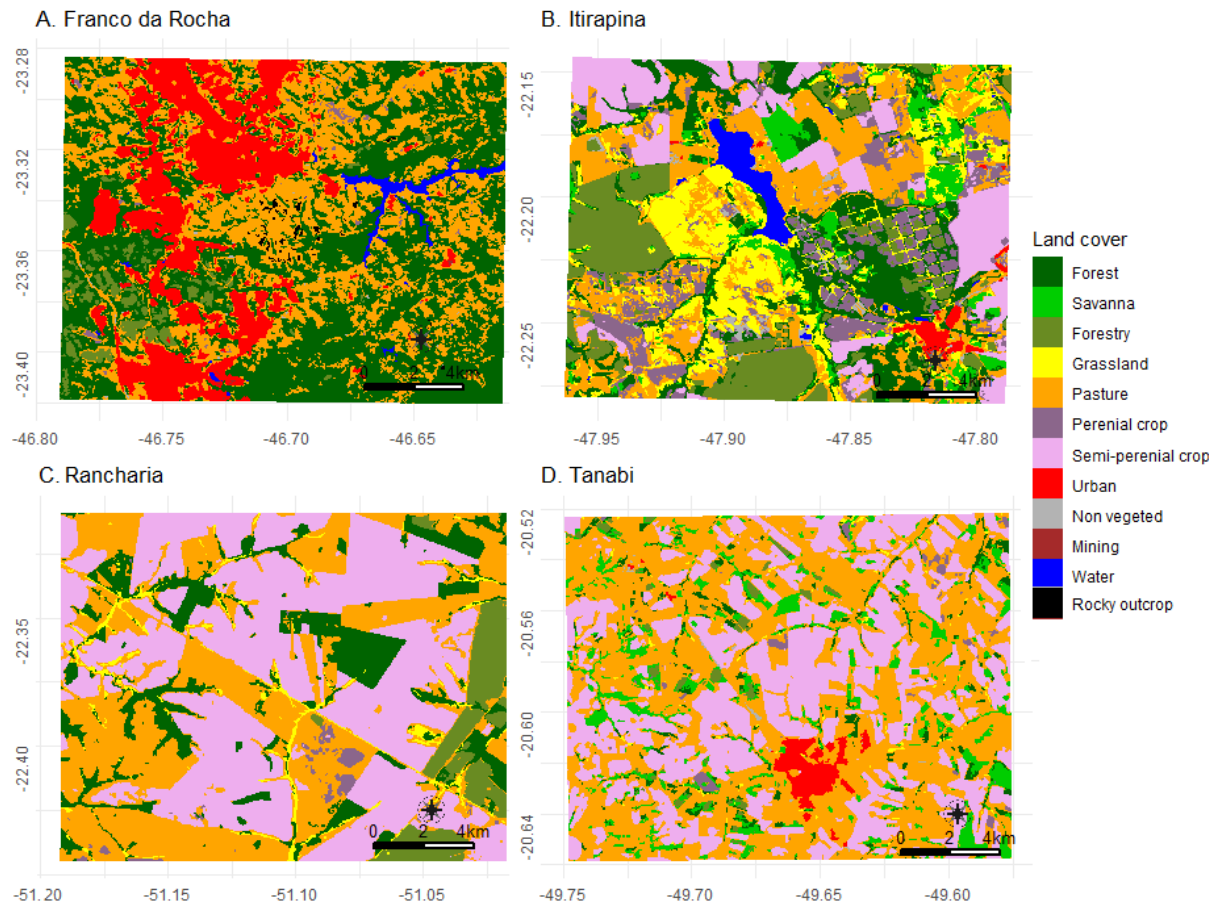 A. Franco da Rocha
B. Itirapina
-23.28
-23.32
-23.36
-23.40
0 2 4km
-46.80 -46.75 -46.70 -46.65
22.15
-22.20
-22.25
0 2 4km
-47.95 -47.90 -47.85 -47.80
Land cover
Forest
Savanna
Forestry
Grassland
Pasture
Perenial crop
Semi-perenial crop
Urban
Non vegeted
Mining
Water
Rocky outcrop
C. Rancharia
D. Tanabi
-22.35
-22.40
0 2 4km
-51.20 -51.15 -51.10 -51.05
-20.52
-20.56
-20.60
-20.64
0 2 4km
-49.75 -49.70 -49.65 -49.60